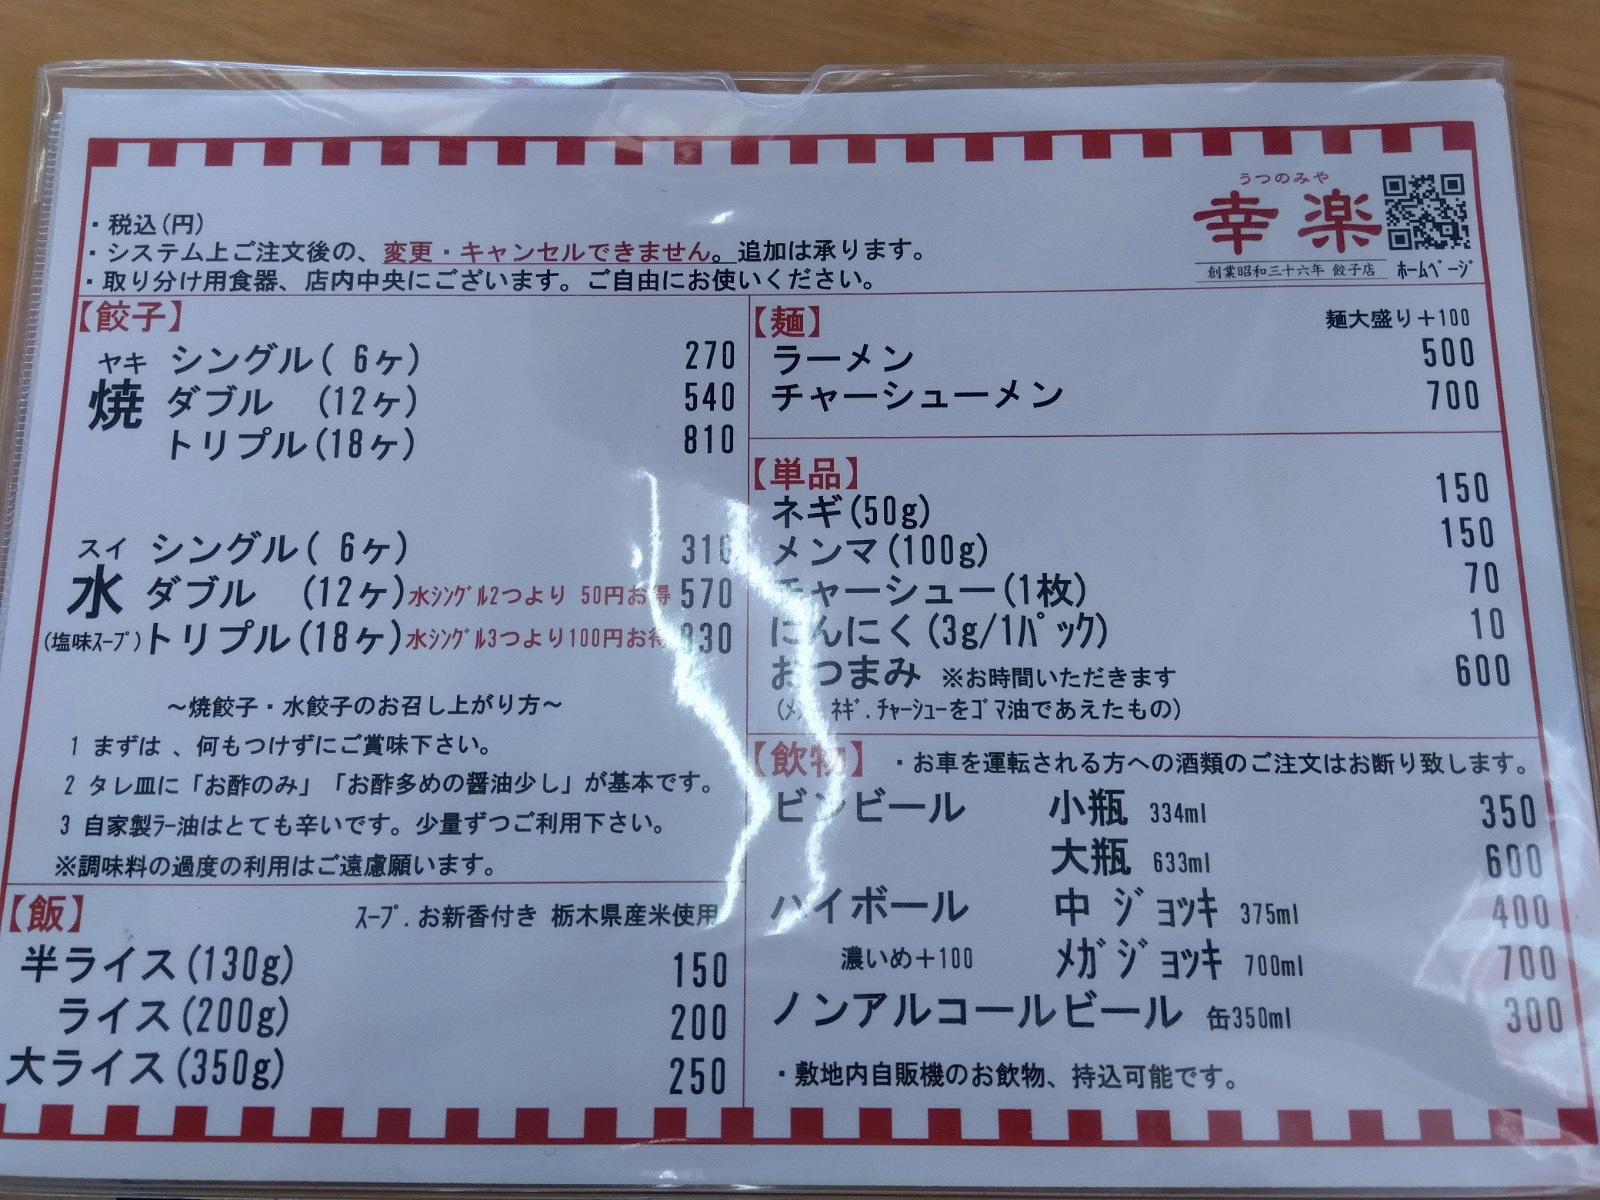 うつのみや
幸楽
創業昭和三十六年 餃子店
ホームページ
・税込(円)
・システム上ご注文後の、変更・キャンセルできません。追加は承ります。
・取り分け用食器、店内中央にございます。ご自由にお使いください。
【餃子】
ヤキ
焼
シングル( 6ヶ) 270
ダブル (12ヶ) 540
トリプル(18ヶ) 810
スイ
水
(塩味スープ)
シングル( 6ヶ) 310
ダブル (12ヶ)水シングル2つより 50円お得 570
トリプル(18ヶ)水シングル3つより100円お得 830
～焼餃子・水餃子のお召し上がり方～
1 まずは 、何もつけずにご賞味下さい。
2 タレ皿に「お酢のみ」「お酢多めの醤油少し」が基本です。
3 自家製ラー油はとても辛いです。少量ずつご利用下さい。
※調味料の過度の利用はご遠慮願います。
【飯】 スープ.お新香付き 栃木県産米使用
半ライス(130g) 150
ライス(200g) 200
大ライス(350g) 250
【麺】 麺大盛り＋100
ラーメン 500
チャーシューメン 700
【単品】
ネギ(50g) 150
メンマ(100g) 150
チャーシュー(1枚) 70
にんにく(3g/1パック) 10
おつまみ ※お時間いただきます 600
ネギ.チャーシューをゴマ油であえたもの)
【飲物】 ・お車を運転される方への酒類のご注文はお断り致します。
ビンビール 小瓶 334ml 350
大瓶 633ml 600
ハイボール 中 ジョッキ 375ml 400
濃いめ＋100 メガジョッキ 700ml 700
ノンアルコールビール 缶350ml 300
・敷地内自販機のお飲物、持込可能です。